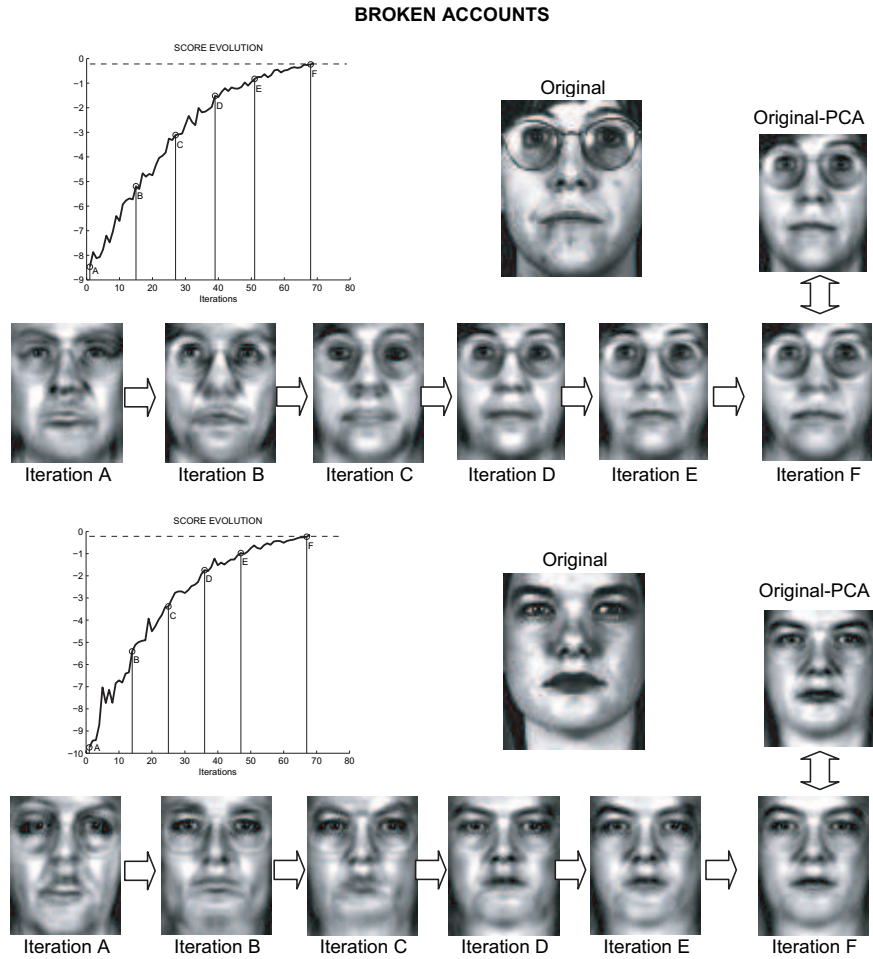 BROKEN ACCOUNTS
SCORE EVOLUTION
0
−1
−2
−3
−4
−5
−6
−7
−8
−9
A
B
C
D
E
F
0 10 20 30 40 50 60 70 80
Iterations
Original
Original-PCA
Iteration A Iteration B Iteration C Iteration D Iteration E Iteration F
SCORE EVOLUTION
0
−1
−2
−3
−4
−5
−6
−7
−8
−9
−10
A
B
C
D
E
F
0 10 20 30 40 50 60 70 80
Iterations
Original
Original-PCA
Iteration A Iteration B Iteration C Iteration D Iteration E Iteration F